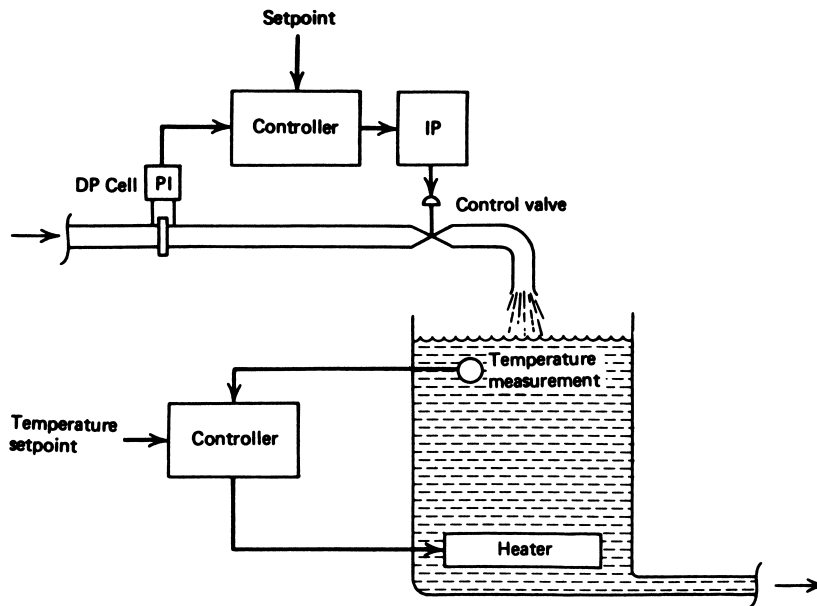 Setpoint
Controller
IP
DP Cell
PI
Control valve
Temperature
measurement
Temperature
setpoint
Controller
Heater